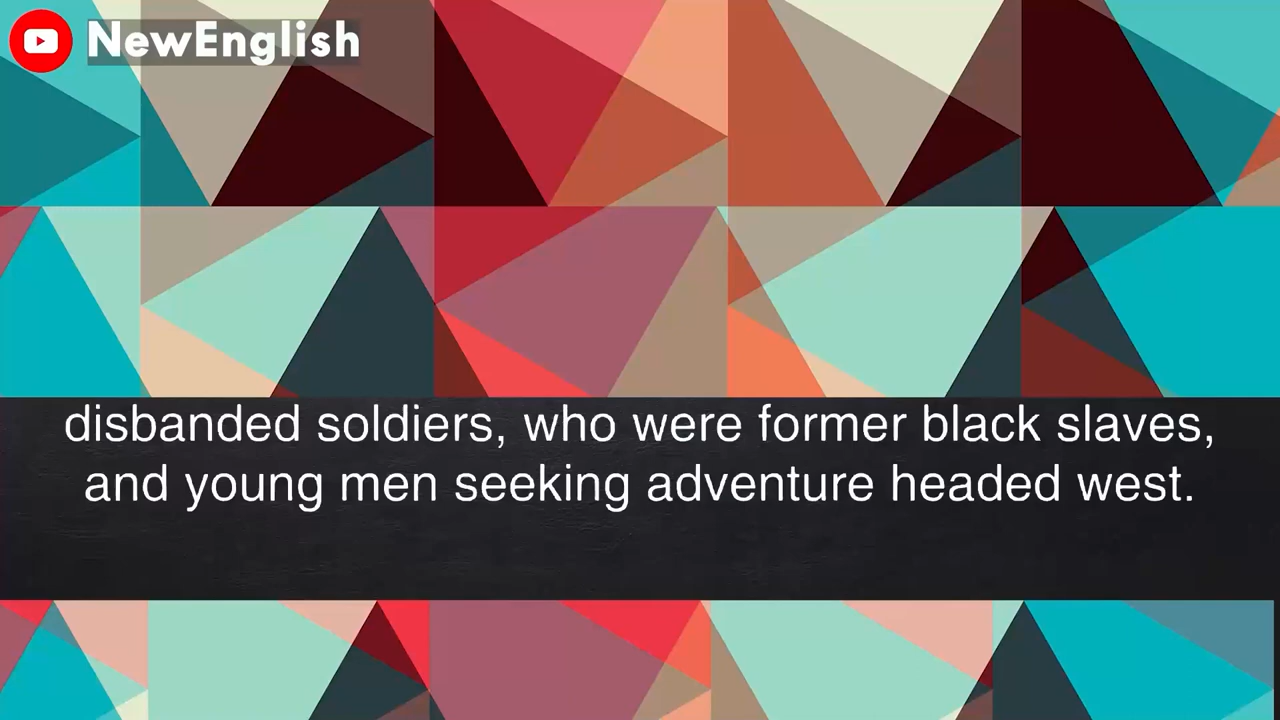 NewEnglish
disbanded soldiers, who were former black slaves,
and young men seeking adventure headed west.